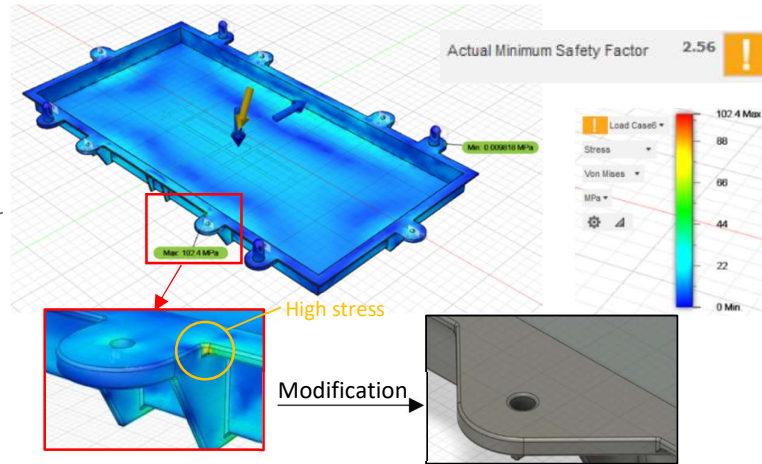 Actual Minimum Safety Factor 2.56
Load Case6
102.4 Max
Stress
88
Von Mises
66
MPa
44
22
0 Min
Min: 0.009818 MPa
Max: 102.4 MPa
High stress
Modification